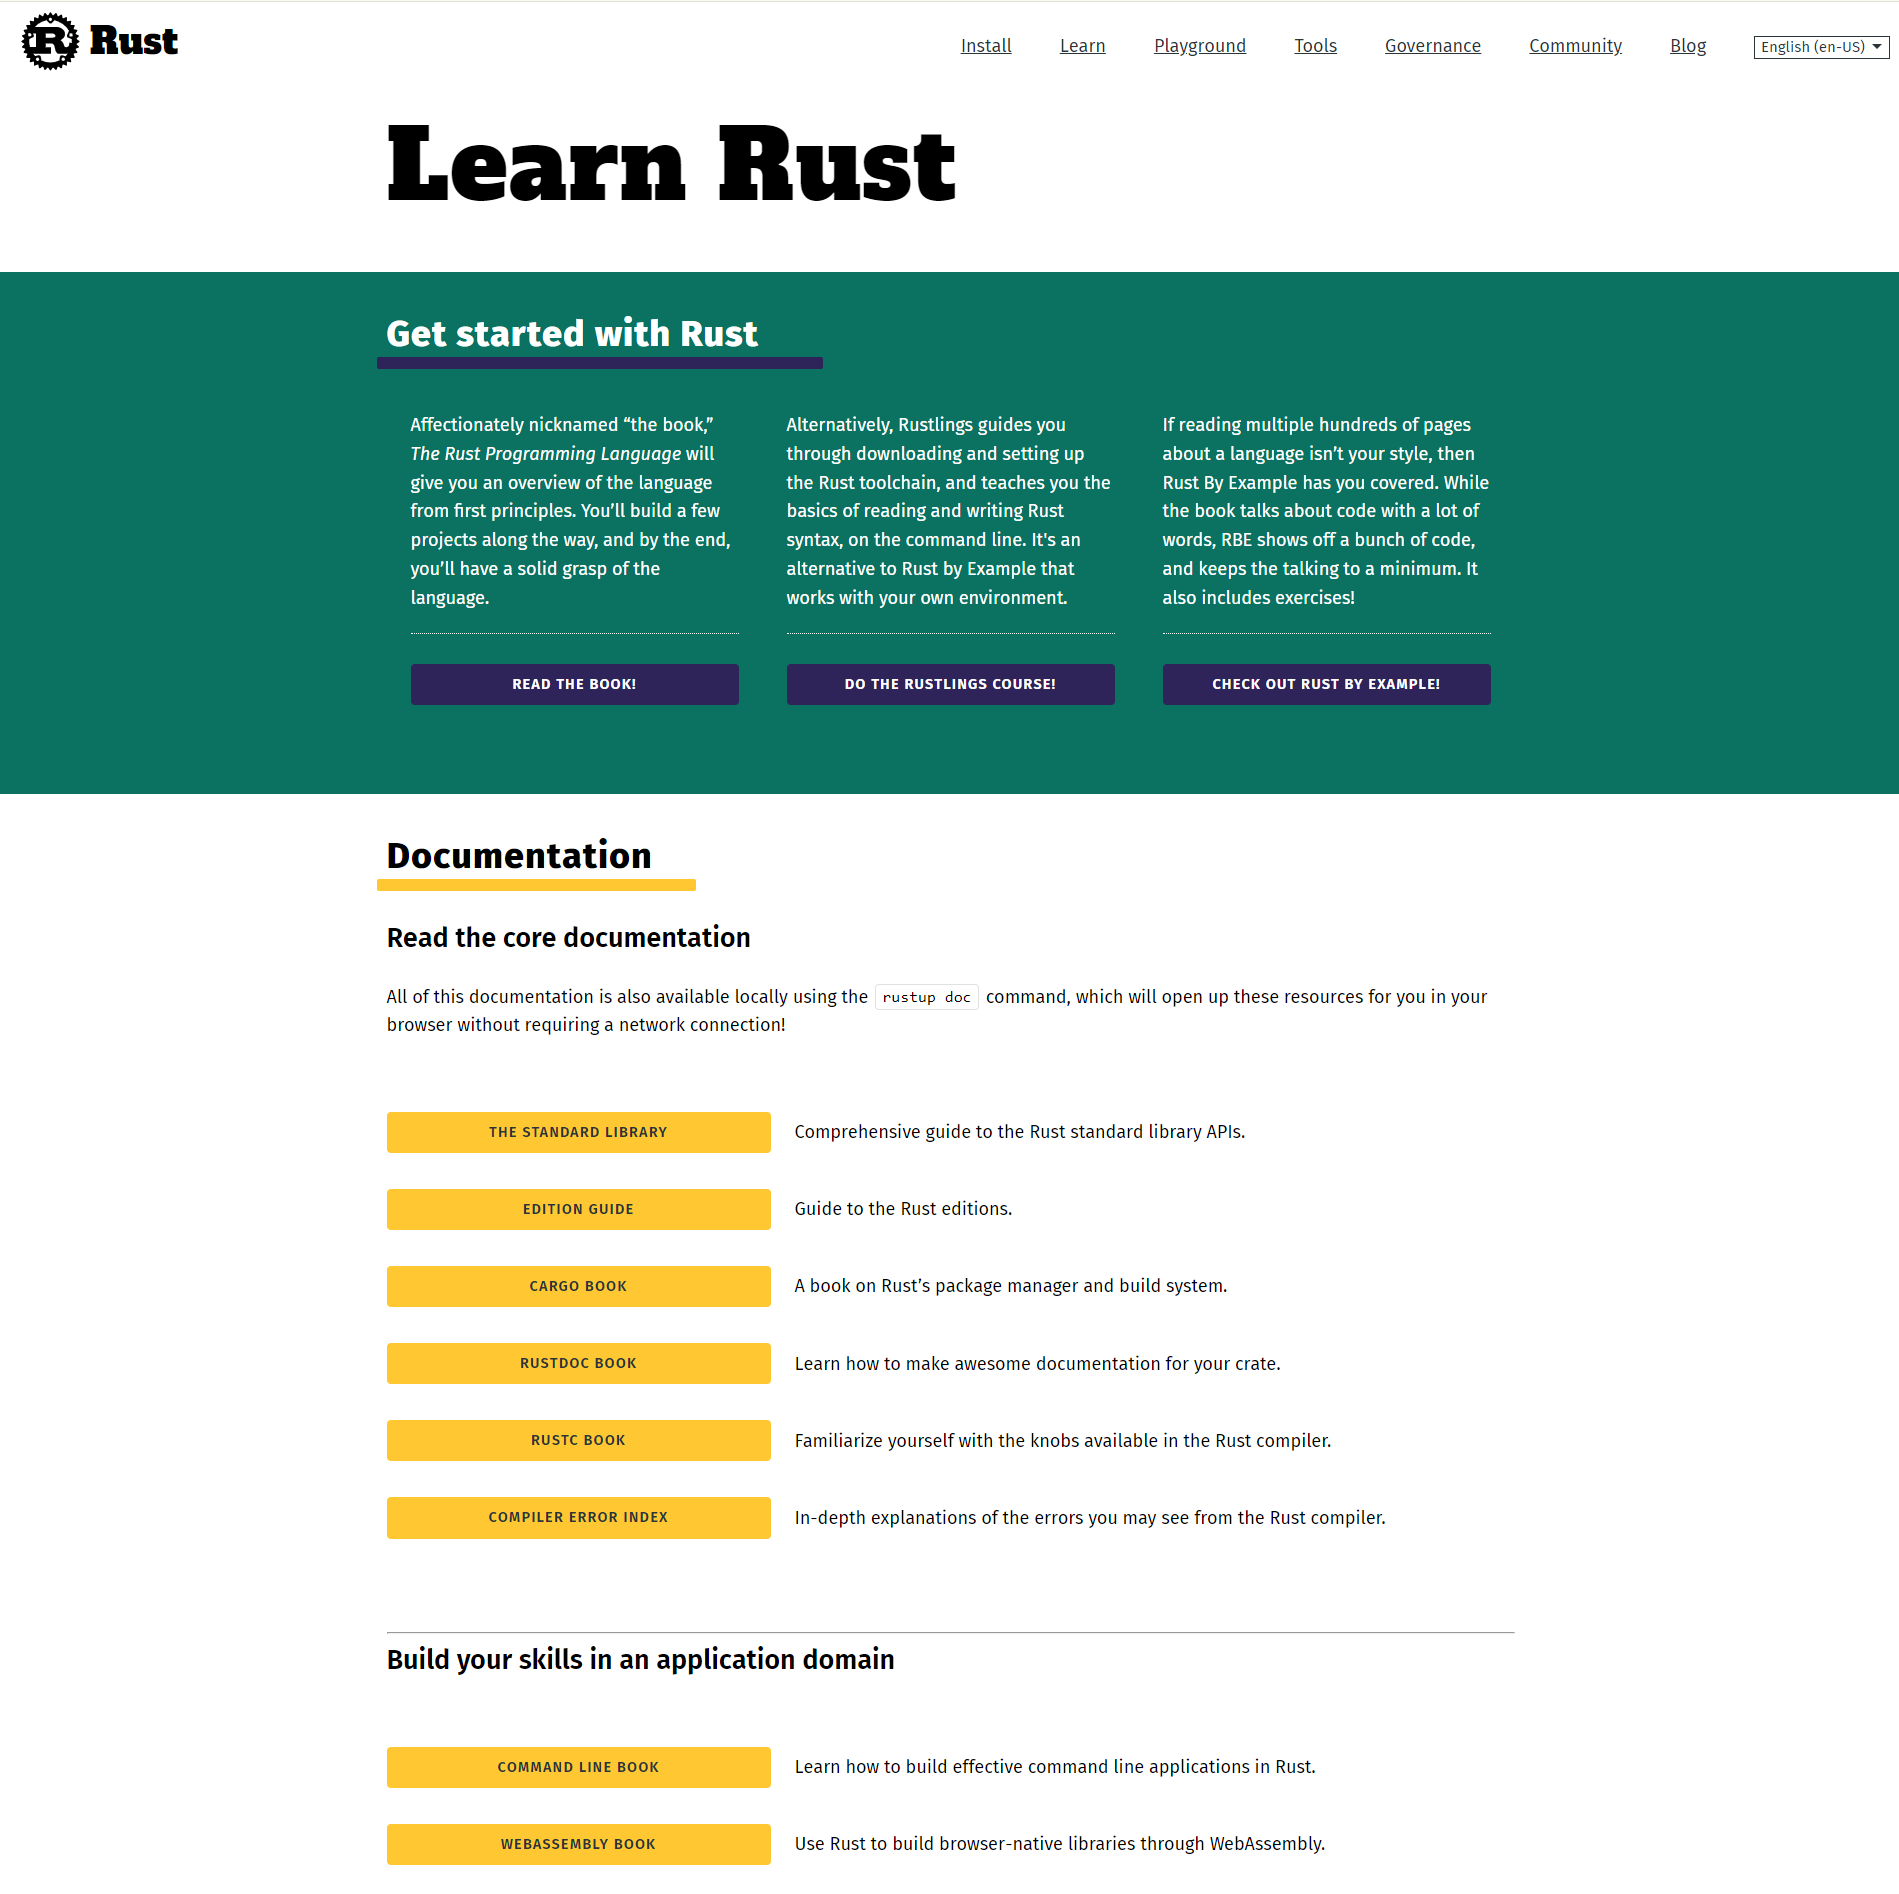 Rust
Install Learn Playground Tools Governance Community Blog English (en-US)
Learn Rust
Get started with Rust
Affectionately nicknamed “the book,”
The Rust Programming Language will
give you an overview of the language
from first principles. You’ll build a few
projects along the way, and by the end,
you’ll have a solid grasp of the
language.
READ THE BOOK!
Alternatively, Rustlings guides you
through downloading and setting up
the Rust toolchain, and teaches you the
basics of reading and writing Rust
syntax, on the command line. It's an
alternative to Rust by Example that
works with your own environment.
DO THE RUSTLINGS COURSE!
If reading multiple hundreds of pages
about a language isn’t your style, then
Rust By Example has you covered. While
the book talks about code with a lot of
words, RBE shows off a bunch of code,
and keeps the talking to a minimum. It
also includes exercises!
CHECK OUT RUST BY EXAMPLE!
Documentation
Read the core documentation
All of this documentation is also available locally using the rustup doc command, which will open up these resources for you in your
browser without requiring a network connection!
THE STANDARD LIBRARY Comprehensive guide to the Rust standard library APIs.
EDITION GUIDE Guide to the Rust editions.
CARGO BOOK A book on Rust’s package manager and build system.
RUSTDOC BOOK Learn how to make awesome documentation for your crate.
RUSTC BOOK Familiarize yourself with the knobs available in the Rust compiler.
COMPILER ERROR INDEX In-depth explanations of the errors you may see from the Rust compiler.
Build your skills in an application domain
COMMAND LINE BOOK Learn how to build effective command line applications in Rust.
WEBASSEMBLY BOOK Use Rust to build browser-native libraries through WebAssembly.